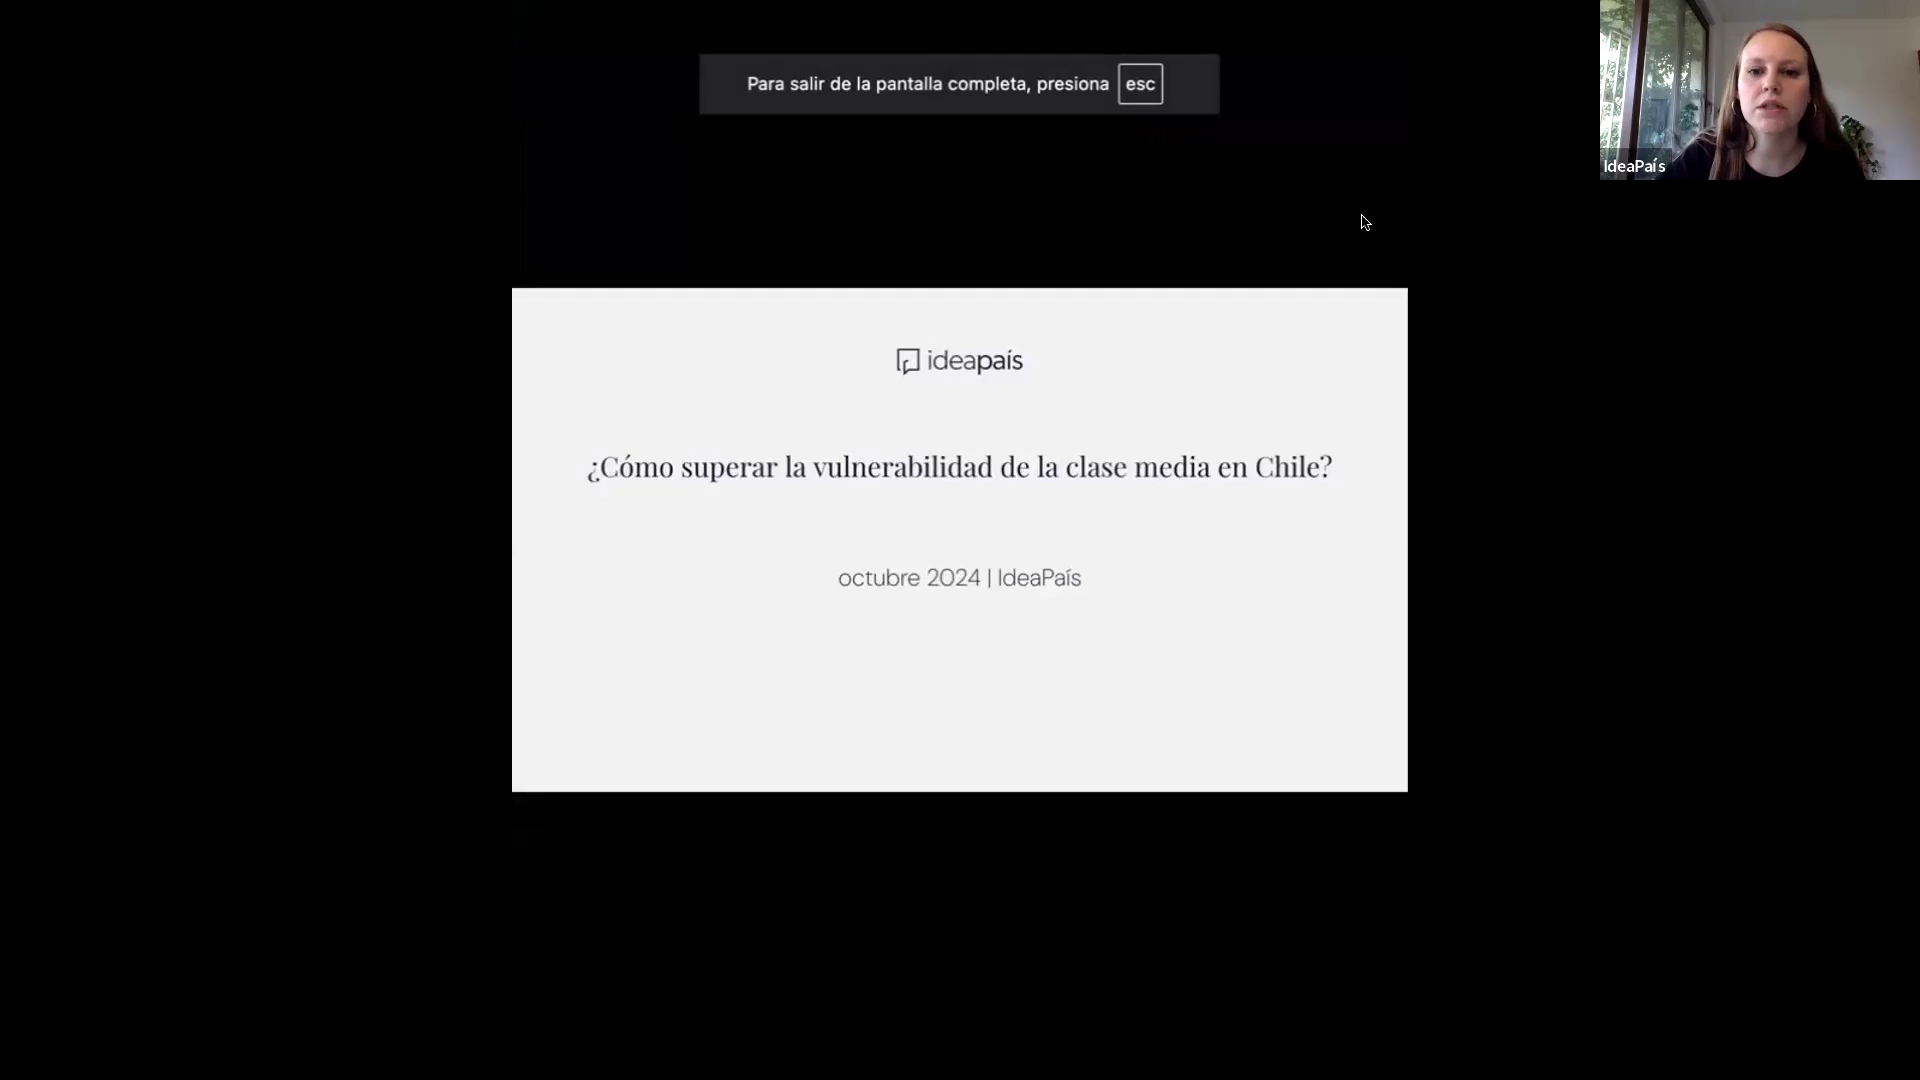 Para salir de la pantalla completa, presiona esc
IdeaPaís
ideapaís
¿Cómo superar la vulnerabilidad de la clase media en Chile?
octubre 2024 | IdeaPaís